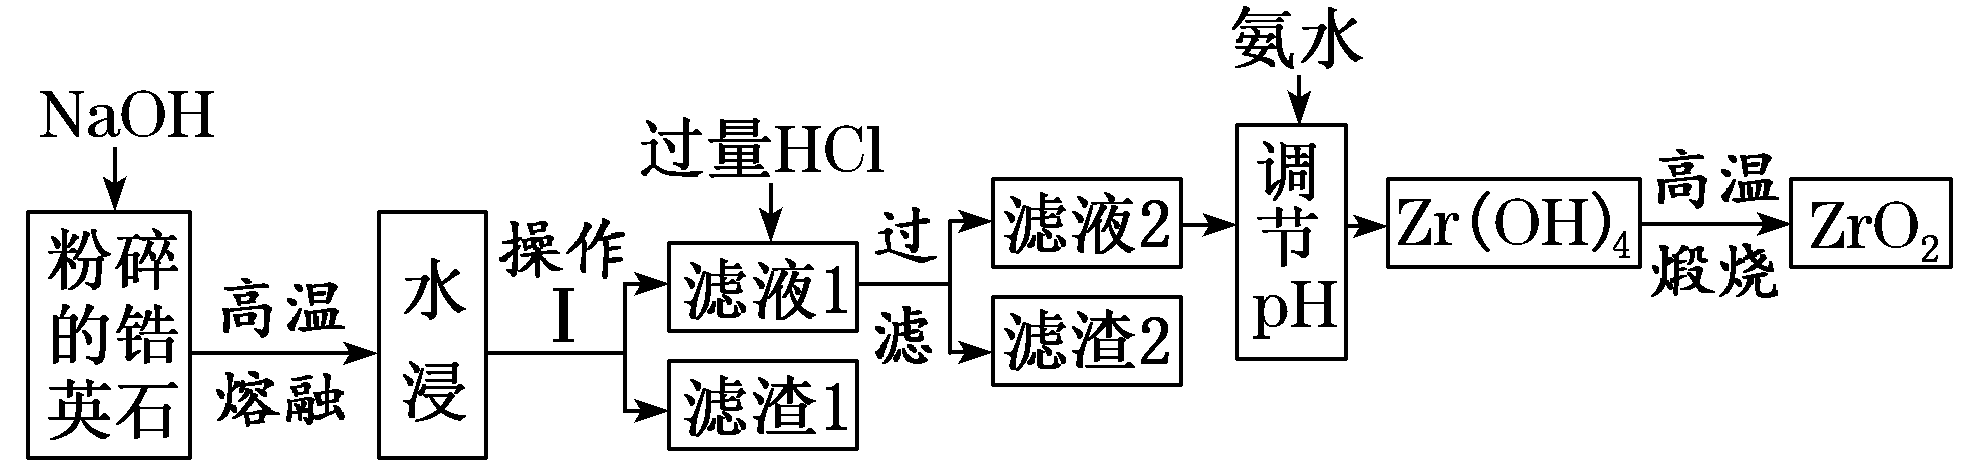 NaOH
粉碎
的锆
英石
高温
熔融
水
浸
操作
Ⅰ
过量HCl
滤液1
滤渣1
过
滤
滤液2
滤渣2
氨水
调
节
pH
Zr(OH)₄
高温
煅烧
ZrO₂